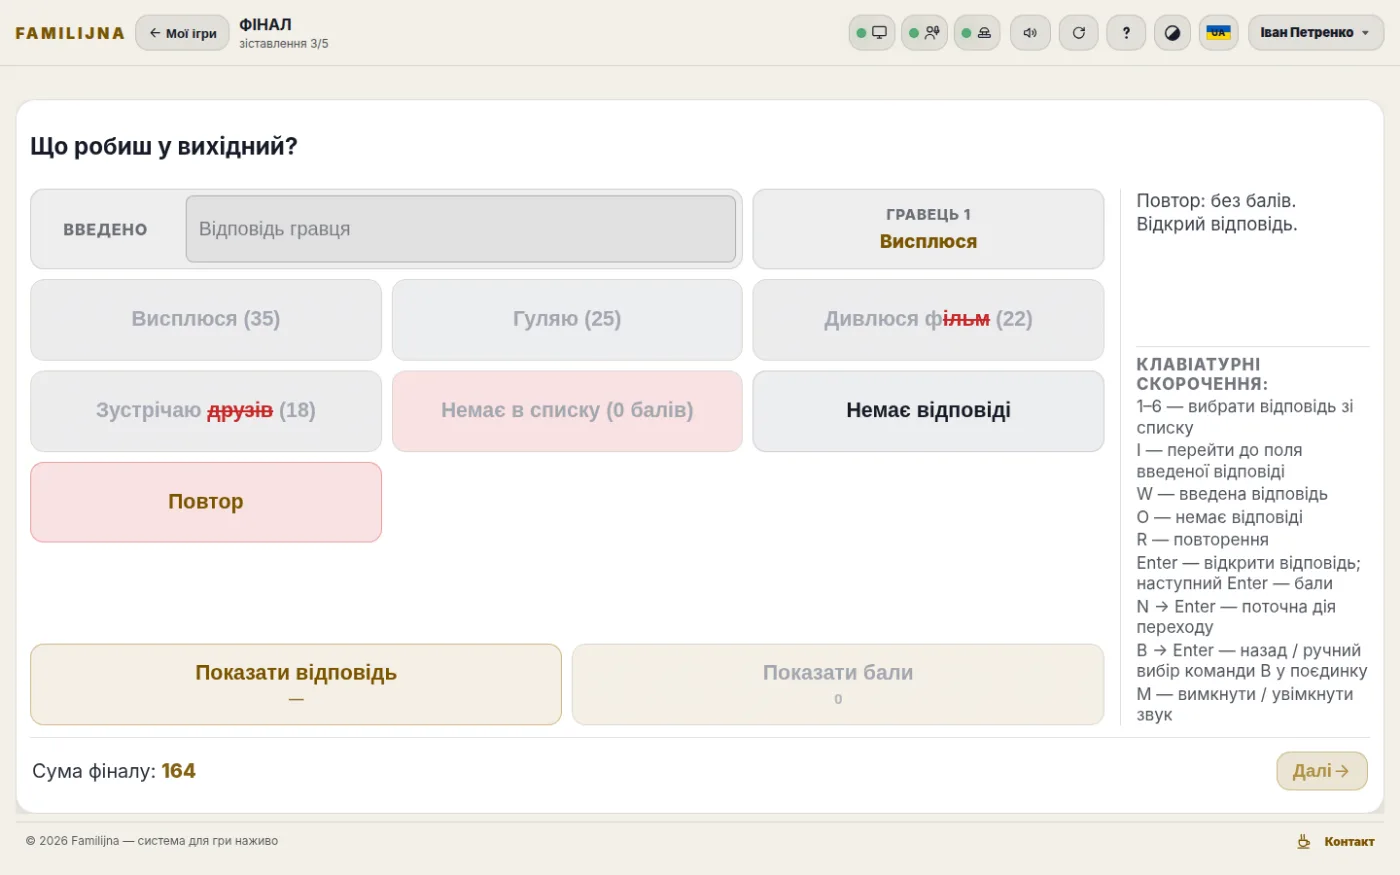 FAMILIJNA
← Мої ігри
ФІНАЛ
зіставлення 3/5
?
UA
Іван Петренко
Що робиш у вихідний?
ВВЕДЕНО
Відповідь гравця
ГРАВЕЦЬ 1
Висплюся
Висплюся (35)
Гуляю (25)
Дивлюся фільм (22)
Зустрічаю друзів (18)
Немає в списку (0 балів)
Немає відповіді
Повтор
Показати відповідь
—
Показати бали
0
Повтор: без балів.
Відкрий відповідь.
КЛАВІАТУРНІ
СКОРОЧЕННЯ:
1–6 — вибрати відповідь зі
списку
I — перейти до поля
введеної відповіді
W — введена відповідь
O — немає відповіді
R — повторення
Enter — відкрити відповідь;
наступний Enter — бали
N → Enter — поточна дія
переходу
B → Enter — назад / ручний
вибір команди B у поєдинку
M — вимкнути / увімкнути
звук
Сума фіналу: 164
Далі →
© 2026 Familijna — система для гри наживо
Контакт